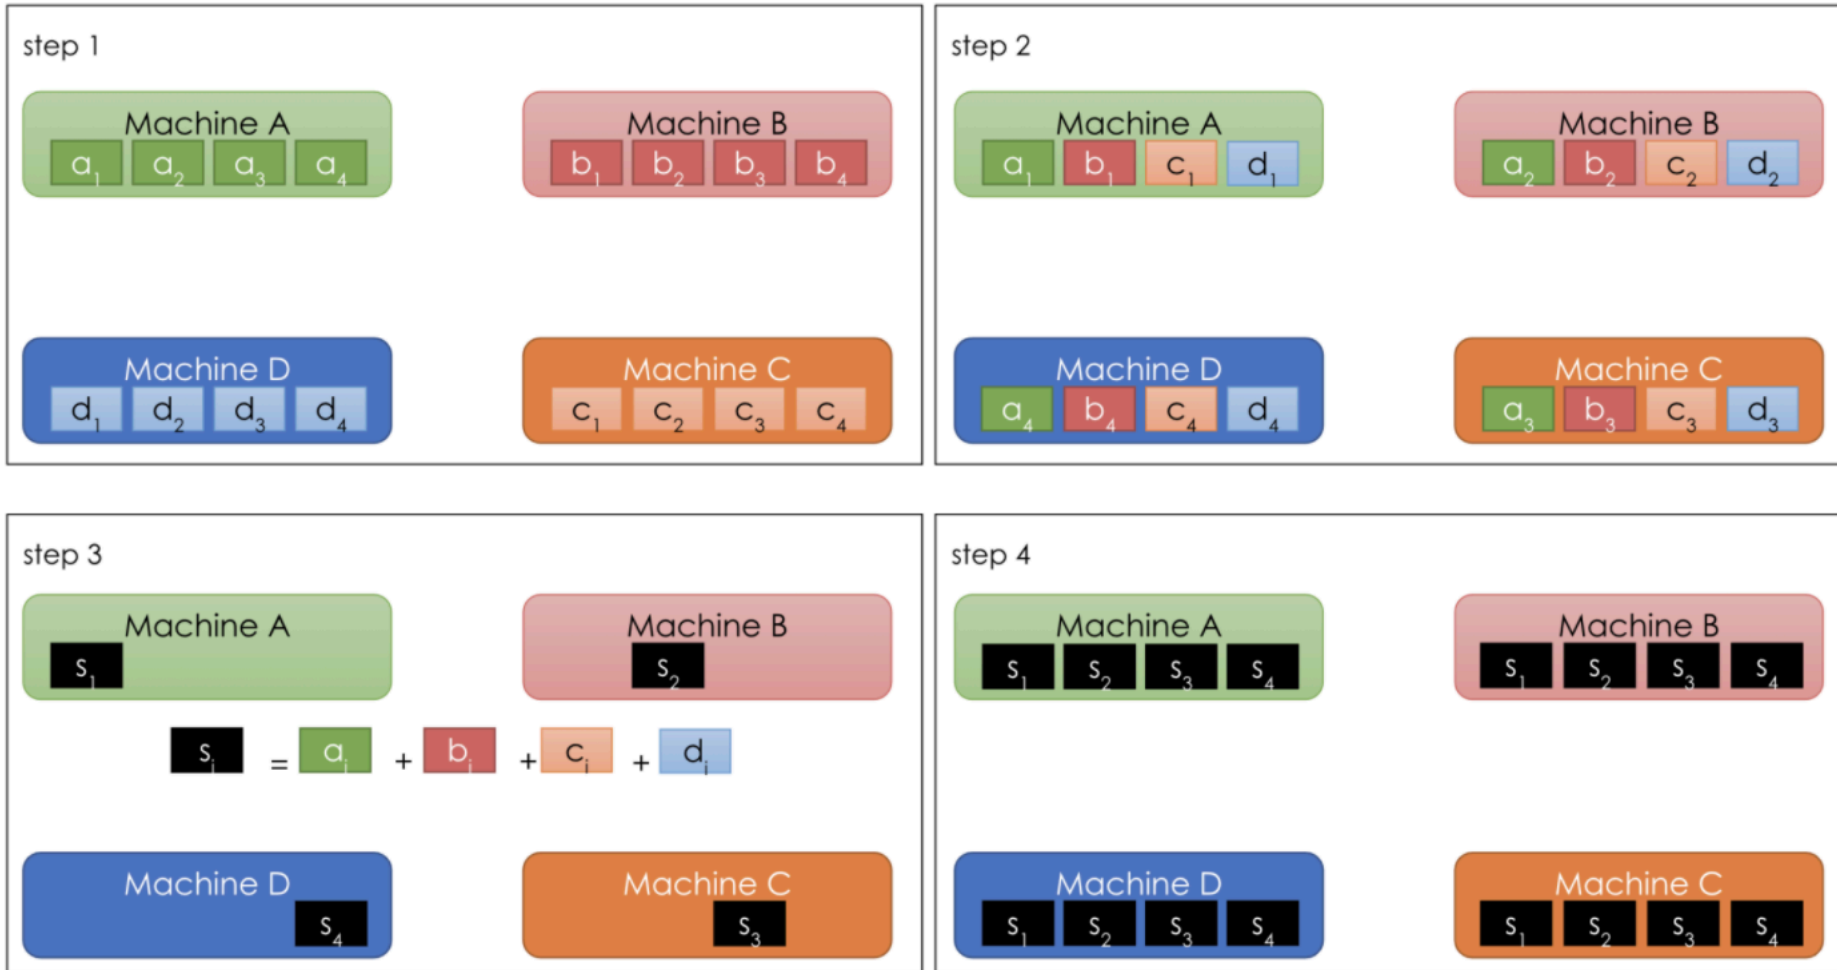 step 1
Machine A
a₁ a₂ a₃ a₄
Machine B
b₁ b₂ b₃ b₄
Machine D
d₁ d₂ d₃ d₄
Machine C
c₁ c₂ c₃ c₄
step 2
Machine A
a₁ b₁ c₁ d₁
Machine B
a₂ b₂ c₂ d₂
Machine D
a₄ b₄ c₄ d₄
Machine C
a₃ b₃ c₃ d₃
step 3
Machine A
s₁
Machine B
s₂
sᵢ = aᵢ + bᵢ + cᵢ + dᵢ
Machine D
s₄
Machine C
s₃
step 4
Machine A
s₁ s₂ s₃ s₄
Machine B
s₁ s₂ s₃ s₄
Machine D
s₁ s₂ s₃ s₄
Machine C
s₁ s₂ s₃ s₄